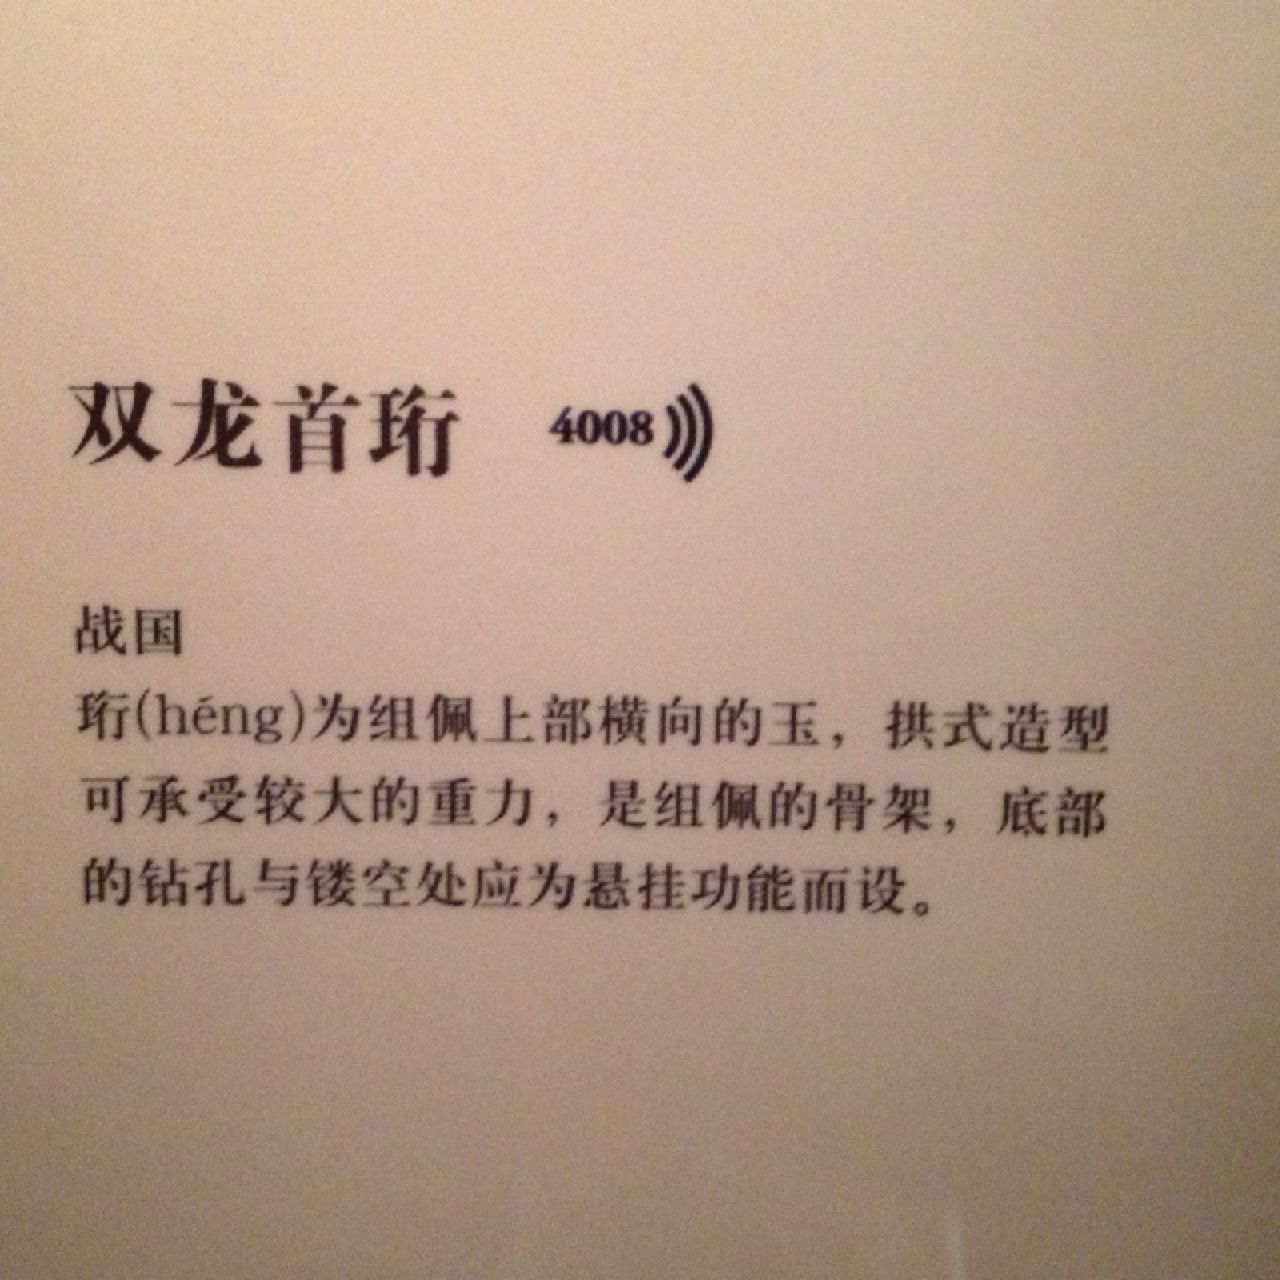 双龙首珩 4008
战国
珩(héng)为组佩上部横向的玉，拱式造型
可承受较大的重力，是组佩的骨架，底部
的钻孔与镂空处应为悬挂功能而设。